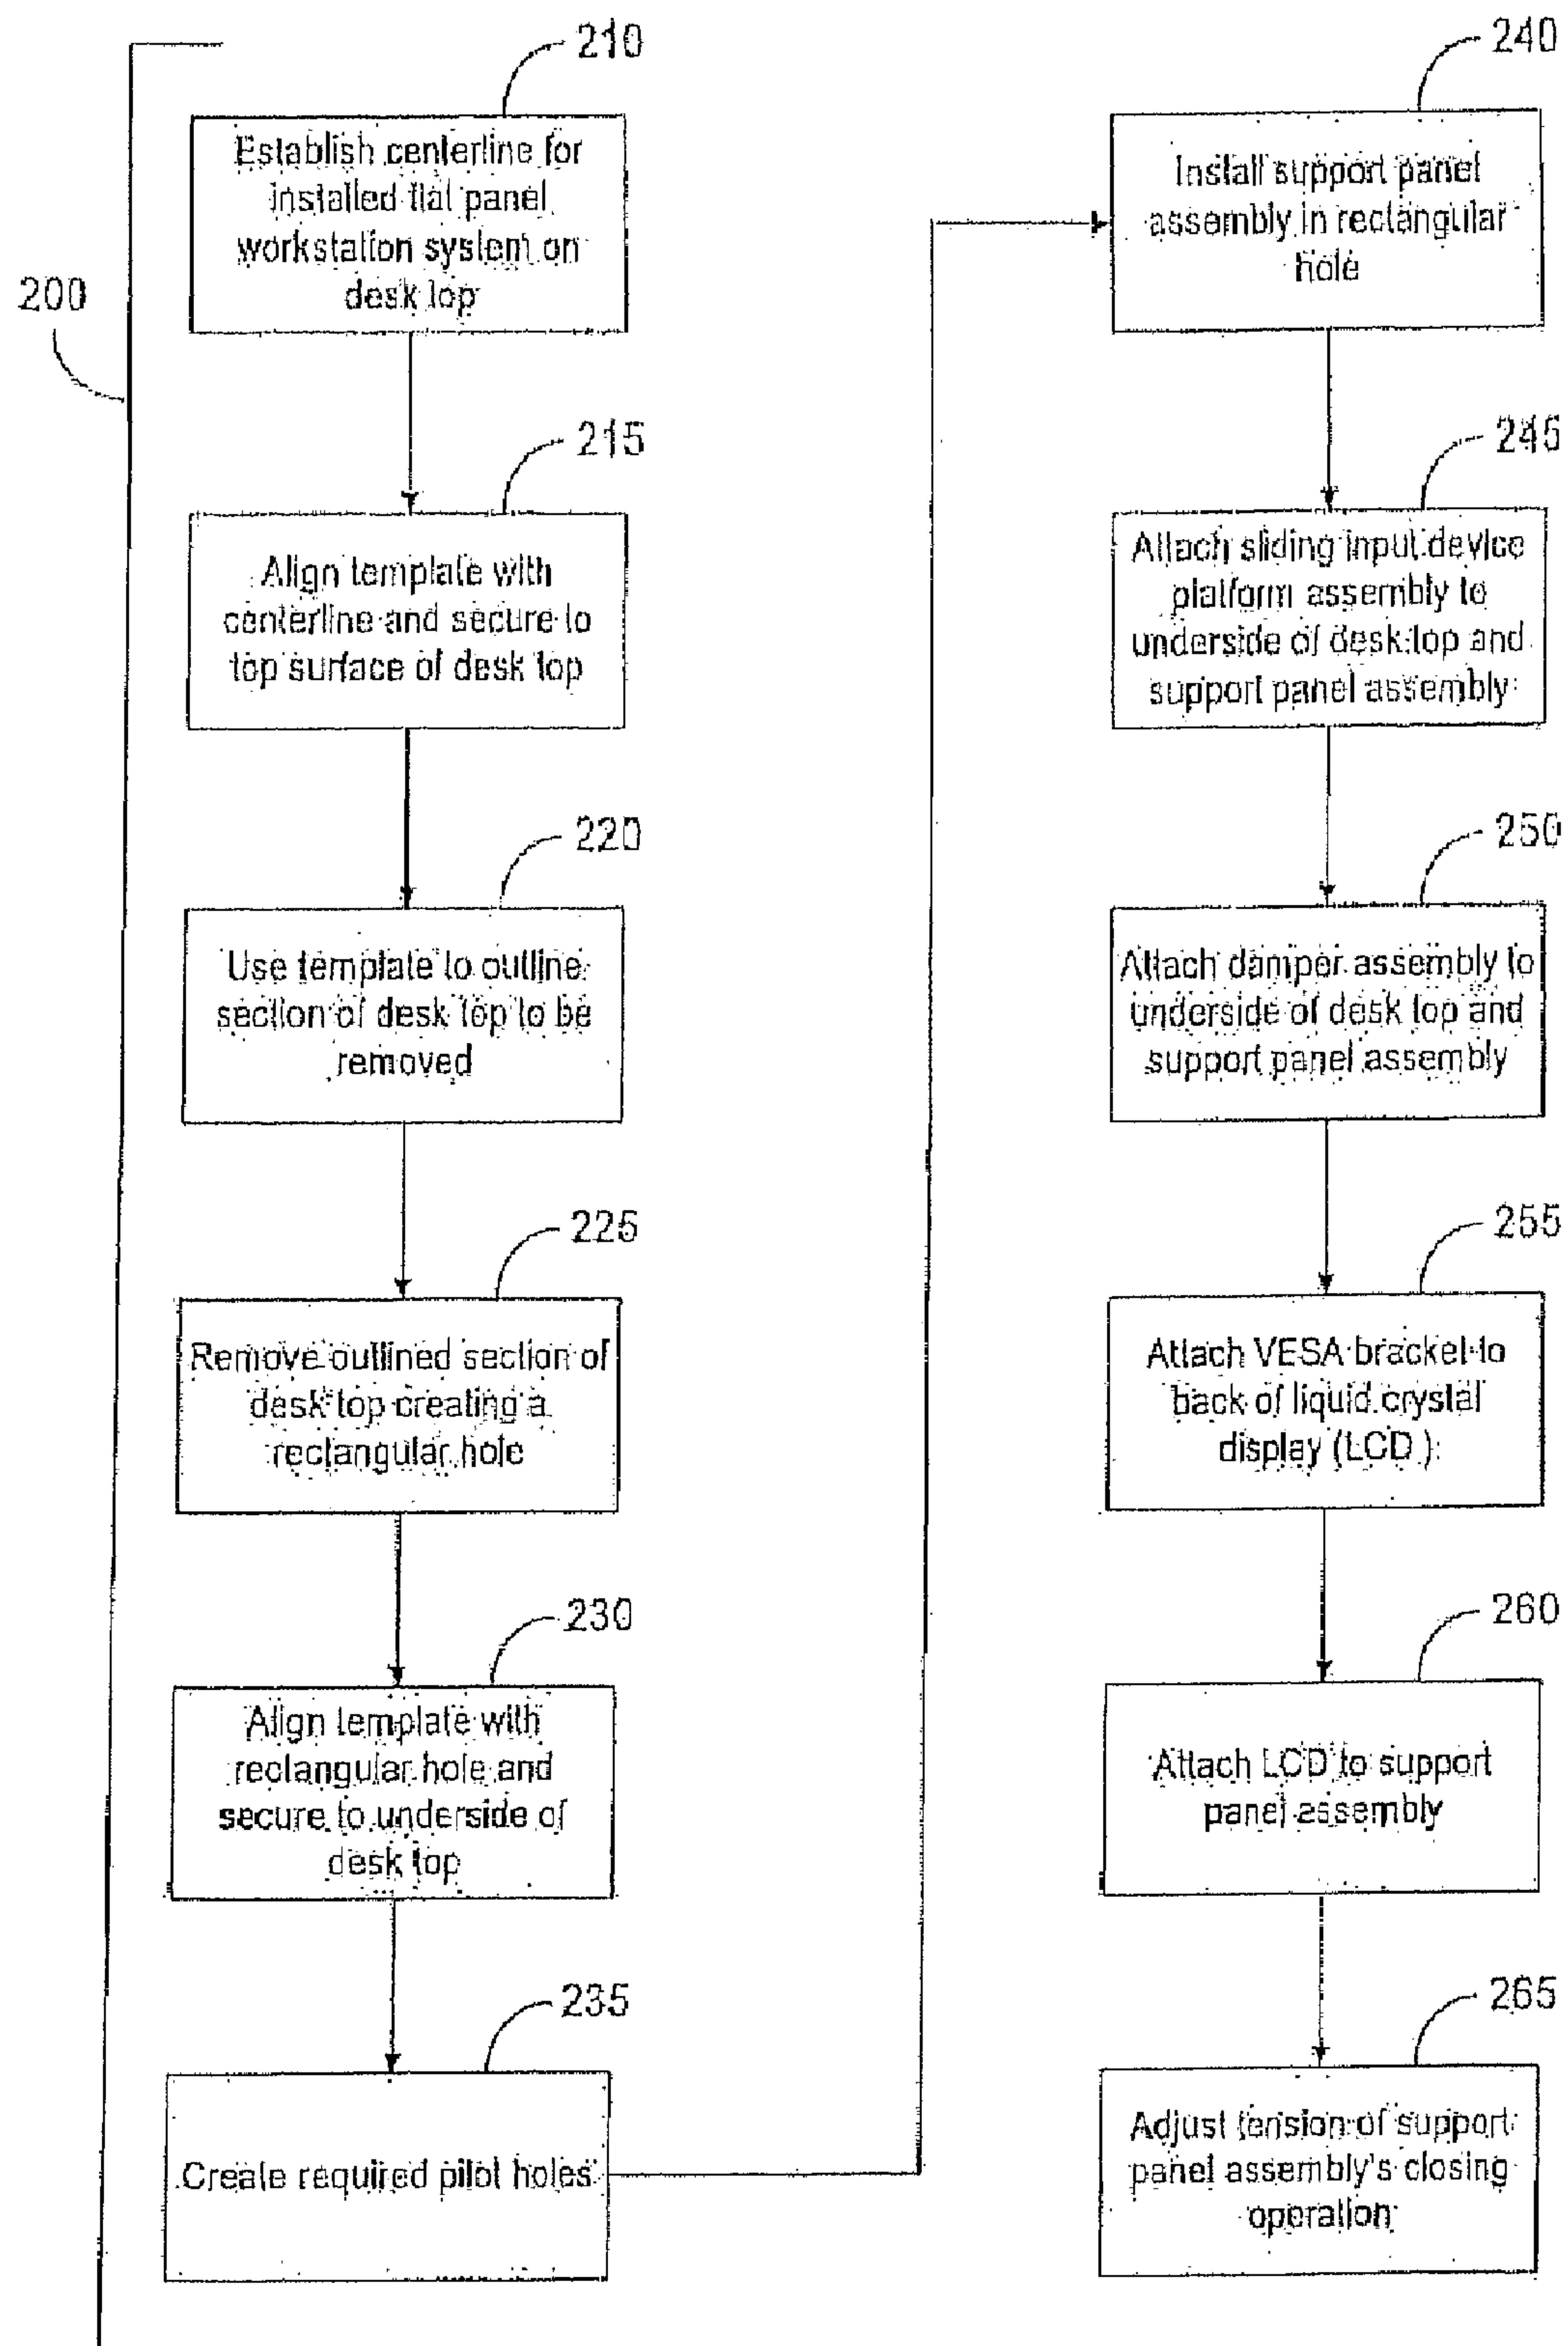 200
210
Establish centerline for
installed flat panel
workstation system on
desk top
215
Align template with
centerline and secure to
top surface of desk top
220
Use template to outline
section of desk top to be
removed
225
Remove outlined section of
desk top creating a
rectangular hole
230
Align template with
rectangular hole and
secure to underside of
desk top
235
Create required pilot holes
240
Install support panel
assembly in rectangular
hole
245
Attach sliding input device
platform assembly to
underside of desk top and
support panel assembly
250
Attach damper assembly to
underside of desk top and
support panel assembly
255
Attach VESA bracket to
back of liquid crystal
display (LCD )
260
Attach LCD to support
panel assembly
265
Adjust tension of support
panel assembly's closing
operation